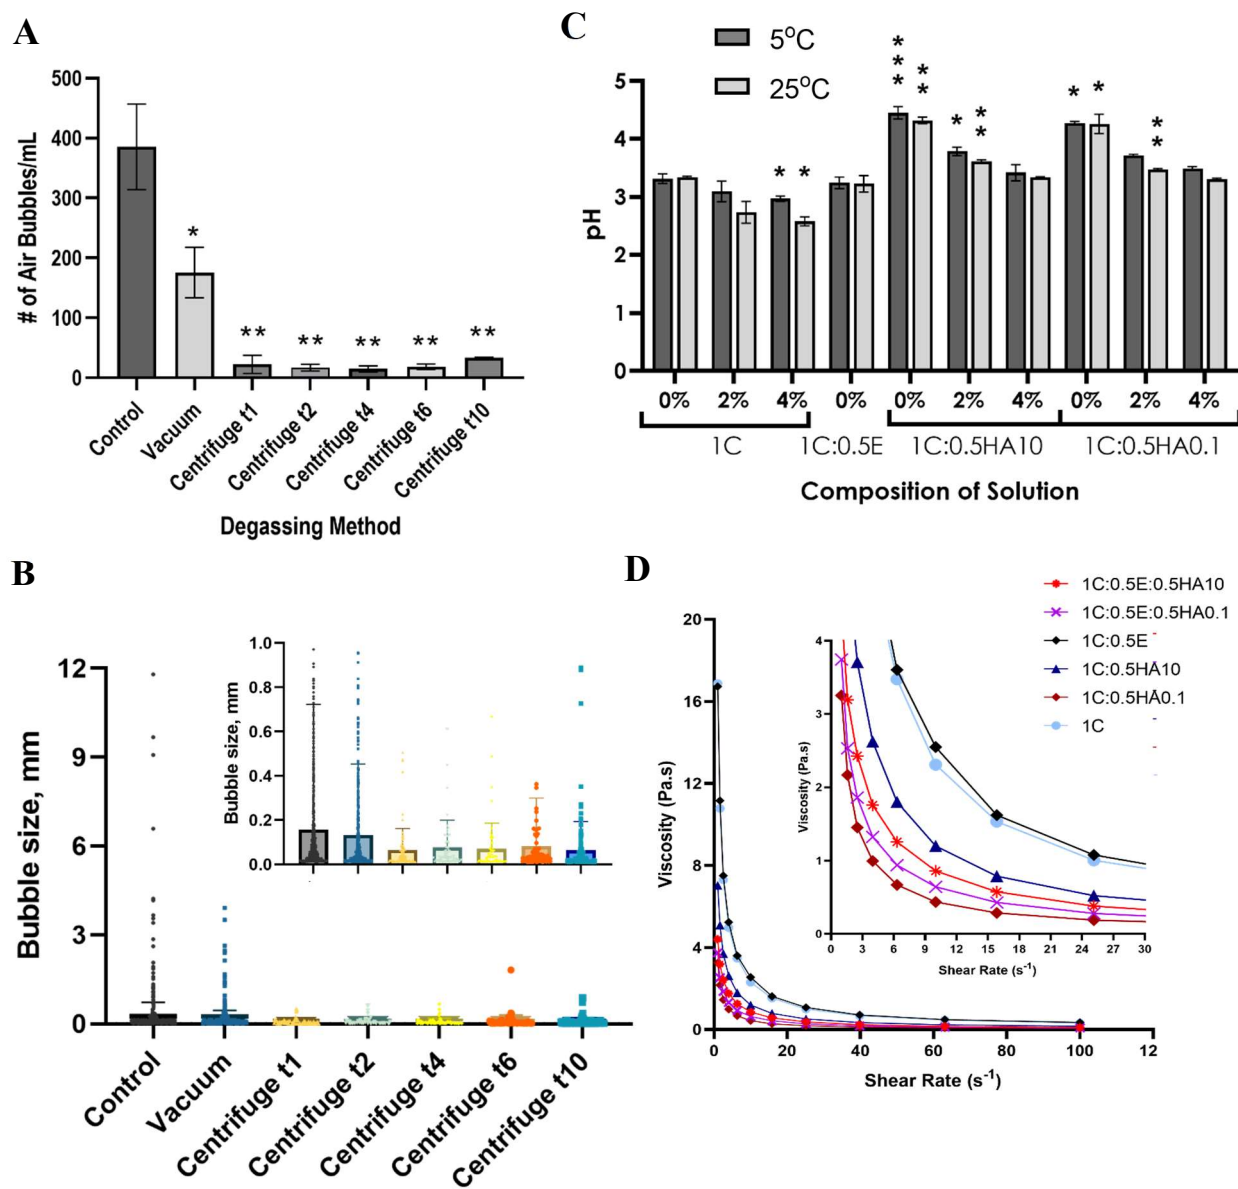 A
500
400
300
200
100
0
# of Air Bubbles/mL
*
**
**
**
**
**
Control
Vacuum
Centrifuge t1
Centrifuge t2
Centrifuge t4
Centrifuge t6
Centrifuge t10
Degassing Method
C
5°C
25°C
5
4
3
2
1
0
pH
*
*
***
**
*
**
*
*
**
0% 2% 4% 0% 0% 2% 4% 0% 2% 4%
1C 1C:0.5E 1C:0.5HA10 1C:0.5HA0.1
Composition of Solution
B
12
9
6
3
0
Bubble size, mm
1.0
0.8
0.6
0.4
0.2
0.0
Bubble size, mm
Control
Vacuum
Centrifuge t1
Centrifuge t2
Centrifuge t4
Centrifuge t6
Centrifuge t10
D
1C:0.5E:0.5HA10
1C:0.5E:0.5HA0.1
1C:0.5E
1C:0.5HA10
1C:0.5HA0.1
1C
20
16
12
8
4
0
Viscosity (Pa.s)
0 20 40 60 80 100 12
Shear Rate (s⁻¹)
4
3
2
1
0
Viscosity (Pa.s)
0 3 6 9 12 15 18 21 24 27 30
Shear Rate (s⁻¹)